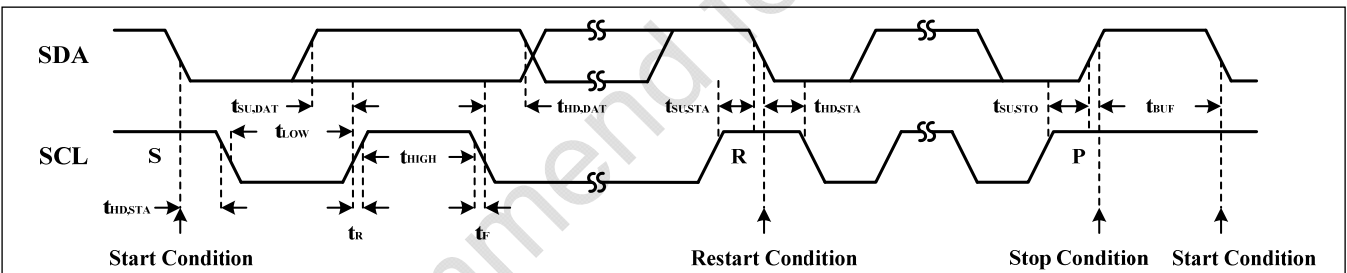 SDA
tSU,DAT tHD,DAT tSU,STA tHD,STA tSU,STO tBUF
tLOW
SCL S tHIGH R P
tHD,STA
tR tF
Start Condition Restart Condition Stop Condition Start Condition